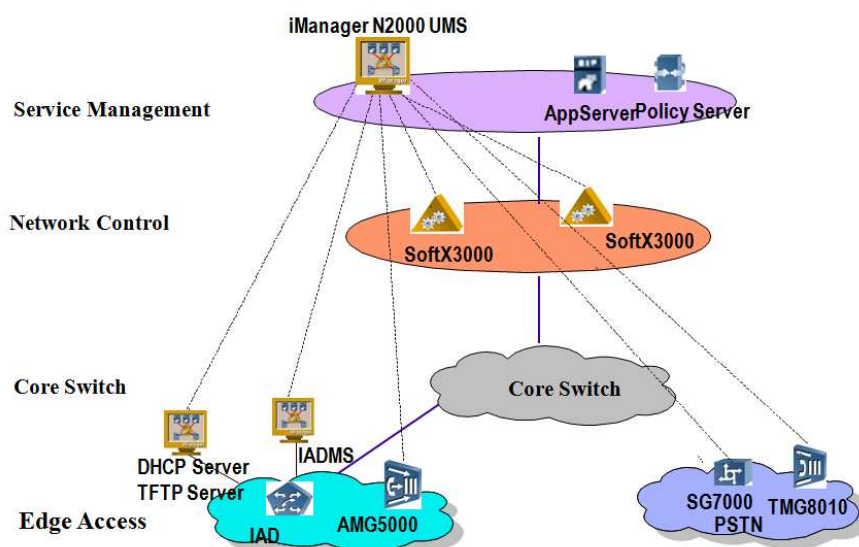 iManager N2000 UMS
Service Management
AppServer
Policy Server
Network Control
SoftX3000
SoftX3000
Core Switch
Core Switch
DHCP Server
TFTP Server
IADMS
Edge Access
IAD
AMG5000
SG7000
PSTN
TMG8010